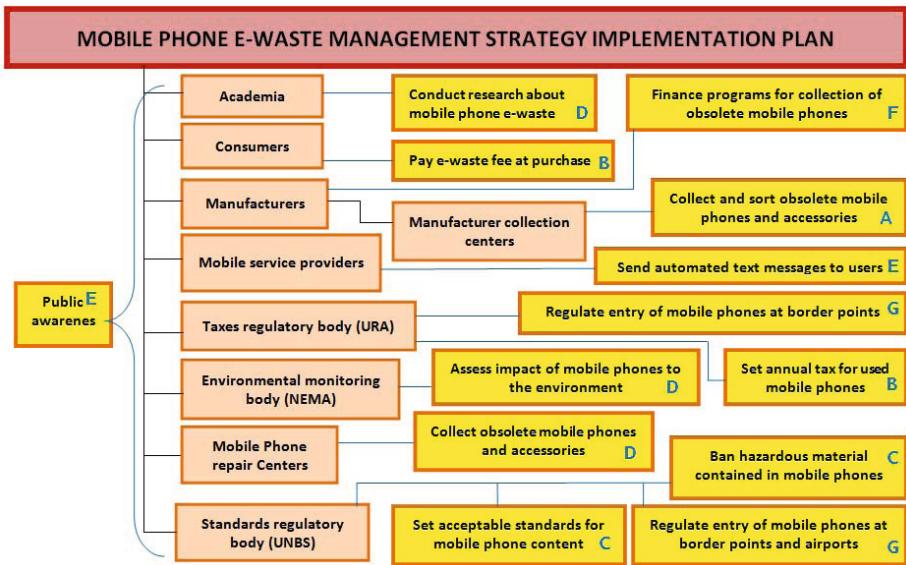 MOBILE PHONE E-WASTE MANAGEMENT STRATEGY IMPLEMENTATION PLAN
Academia
Conduct research about
mobile phone e-waste D
Finance programs for collection of
obsolete mobile phones F
Consumers
Pay e-waste fee at purchase B
Manufacturers
Manufacturer collection
centers
Collect and sort obsolete mobile
phones and accessories A
Mobile service providers
Send automated text messages to users E
Public E
awarenes
Taxes regulatory body (URA)
Regulate entry of mobile phones at border points G
Environmental monitoring
body (NEMA)
Assess impact of mobile phones to
the environment D
Set annual tax for used
mobile phones B
Mobile Phone
repair Centers
Collect obsolete mobile phones
and accessories D
Ban hazardous material C
contained in mobile phones
Standards regulatory
body (UNBS)
Set acceptable standards for
mobile phone content C
Regulate entry of mobile phones at
border points and airports G